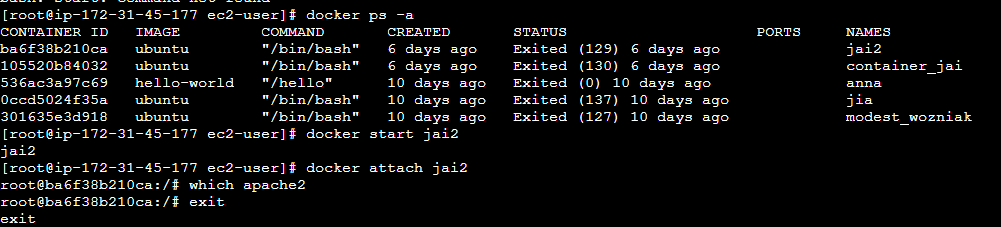 [root@ip-172-31-45-177 ec2-user]# docker ps -a
CONTAINER ID   IMAGE         COMMAND       CREATED       STATUS                     PORTS     NAMES
ba6f38b210ca   ubuntu        "/bin/bash"   6 days ago    Exited (129) 6 days ago              jai2
105520b84032   ubuntu        "/bin/bash"   6 days ago    Exited (130) 6 days ago              container_jai
536ac3a97c69   hello-world   "/hello"      10 days ago   Exited (0) 10 days ago               anna
0ccd5024f35a   ubuntu        "/bin/bash"   10 days ago   Exited (137) 10 days ago             jia
301635e3d918   ubuntu        "/bin/bash"   10 days ago   Exited (127) 10 days ago             modest_wozniak
[root@ip-172-31-45-177 ec2-user]# docker start jai2
jai2
[root@ip-172-31-45-177 ec2-user]# docker attach jai2
root@ba6f38b210ca:/# which apache2
root@ba6f38b210ca:/# exit
exit